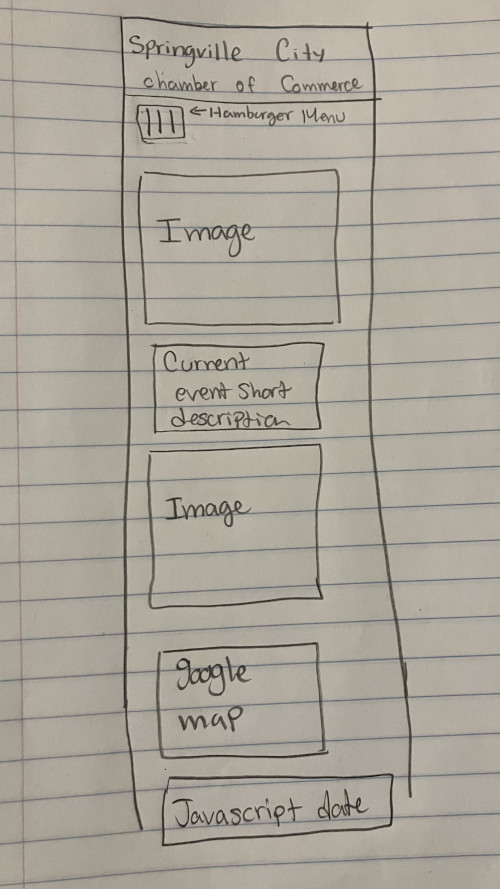 Springville City
chamber of Commerce
←Hamburger Menu
Image
Current
event short
description
Image
google
map
Javascript date